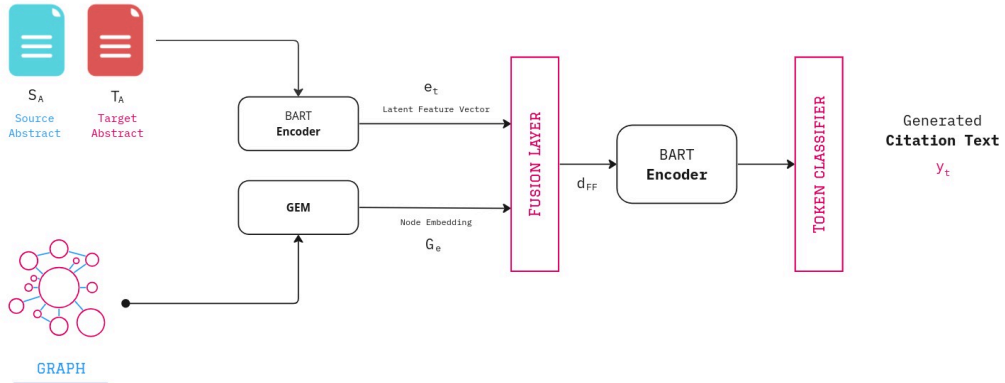 S_A
Source
Abstract
T_A
Target
Abstract
GRAPH
BART
Encoder
GEM
e_t
Latent Feature Vector
Node Embedding
G_e
FUSION LAYER
d_FF
BART
Encoder
TOKEN CLASSIFIER
Generated
Citation Text
y_t